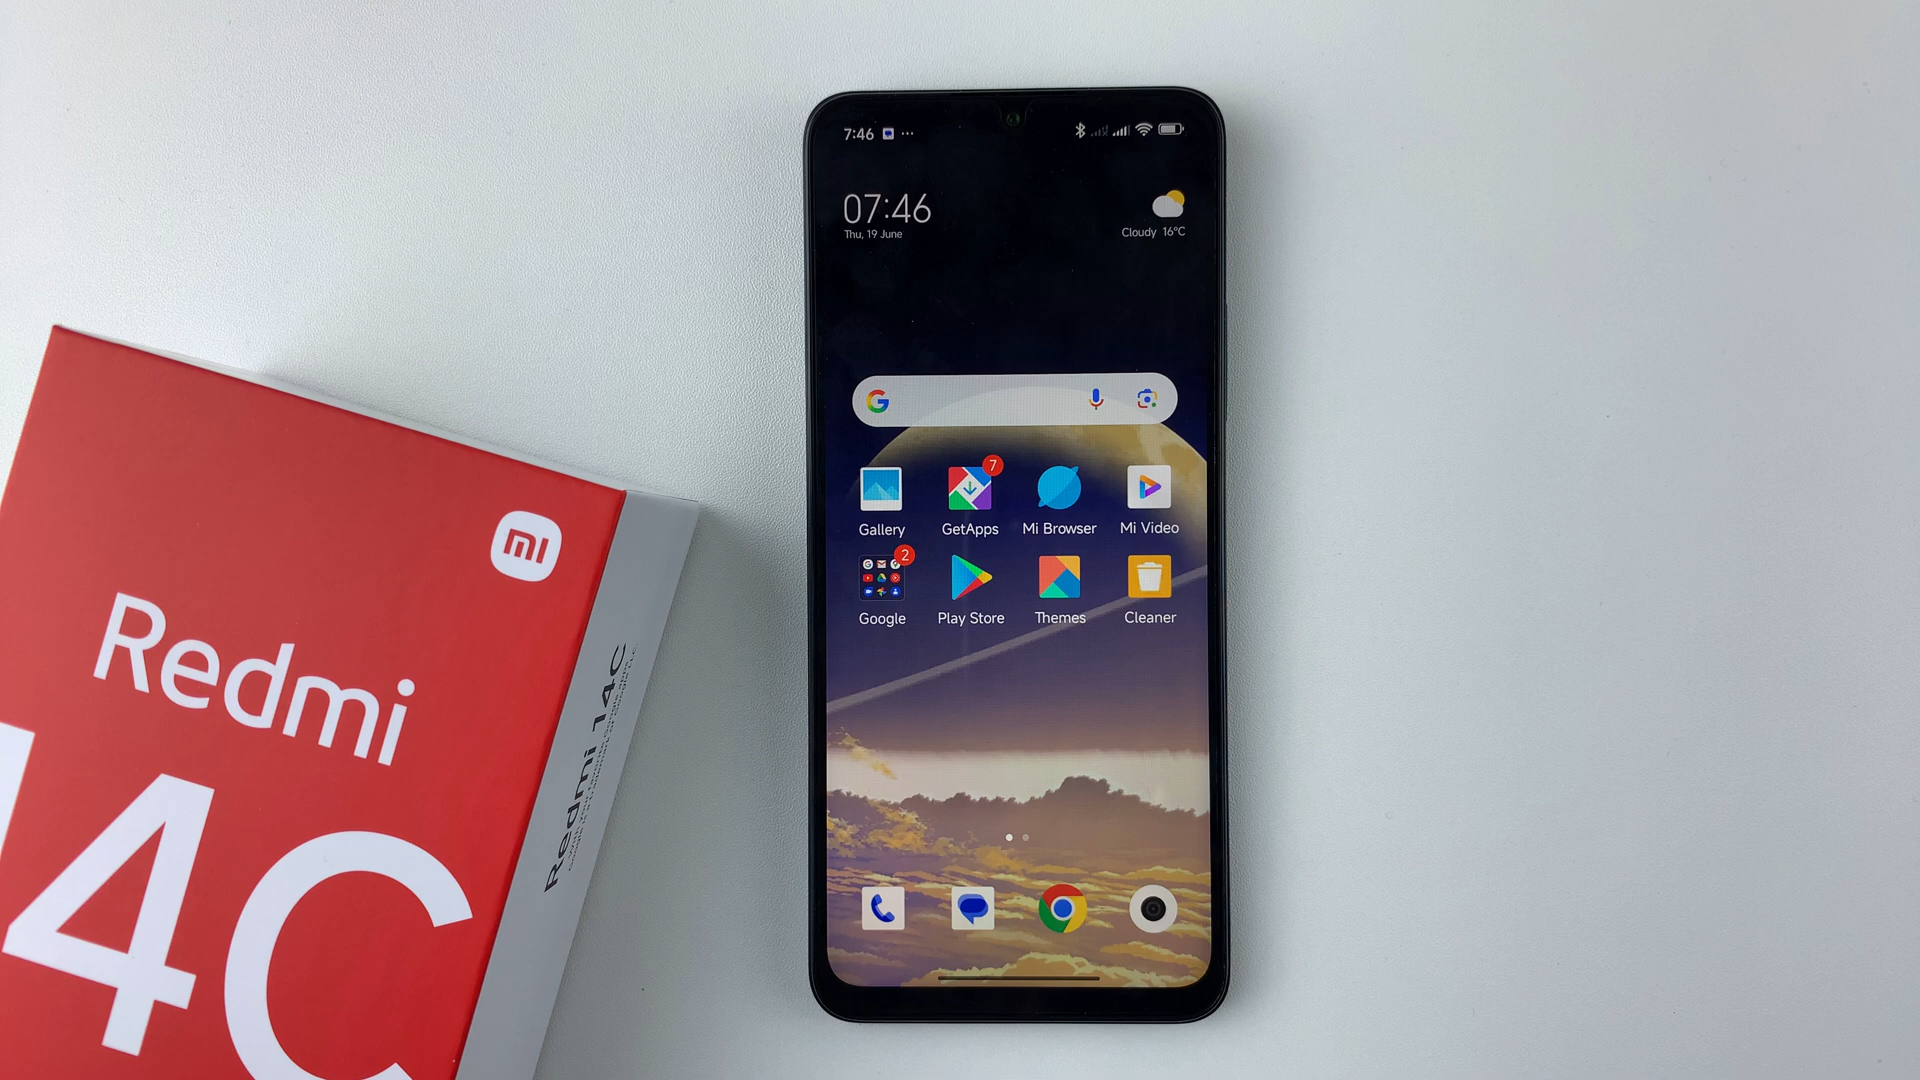 7:46
07:46
Thu, 19 June
Cloudy 16°C
7
Gallery
GetApps
Mi Browser
Mi Video
2
Google
Play Store
Themes
Cleaner
mi
Redmi
14C
Redmi 14C